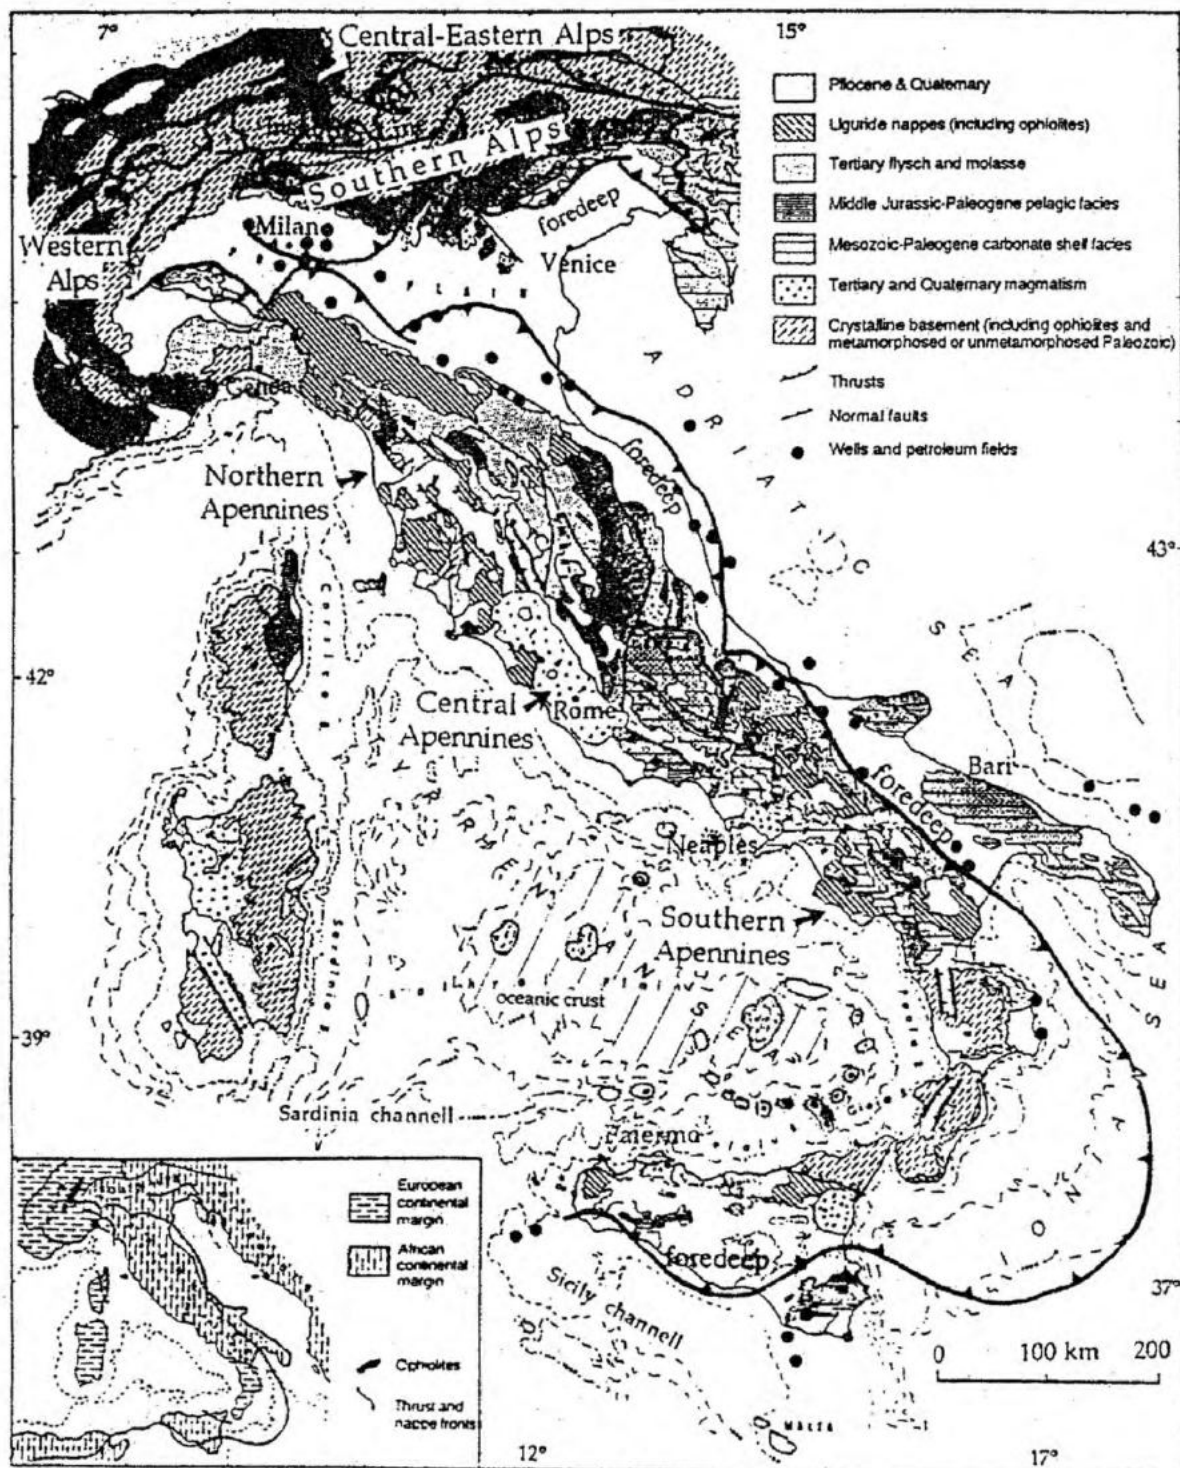 7°
15°
Central-Eastern Alps
Southern Alps
Milan
Western
Alps
foredeep
Venice
PLAIN
Genoa
Northern
Apennines
foredeep
ADRIATIC
SEA
43°
42°
Central
Apennines
Rome
Bari
foredeep
Neaples
TYRRHENIAN
SEA
Southern
Apennines
oceanic crust
39°
Sardinia channell
Palermo
IONIAN SEA
foredeep
Sicily channell
MALTA
37°
0 100 km 200
12°
17°
Pliocene & Quaternary
Liguride nappes (including ophiolites)
Tertiary flysch and molasse
Middle Jurassic-Paleogene pelagic facies
Mesozoic-Paleogene carbonate shelf facies
Tertiary and Quaternary magmatism
Crystalline basement (including ophiolites and
metamorphosed or unmetamorphosed Paleozoic)
Thrusts
Normal faults
Wells and petroleum fields
European
continental
margin
African
continental
margin
Ophiolites
Thrust and
nappe fronts